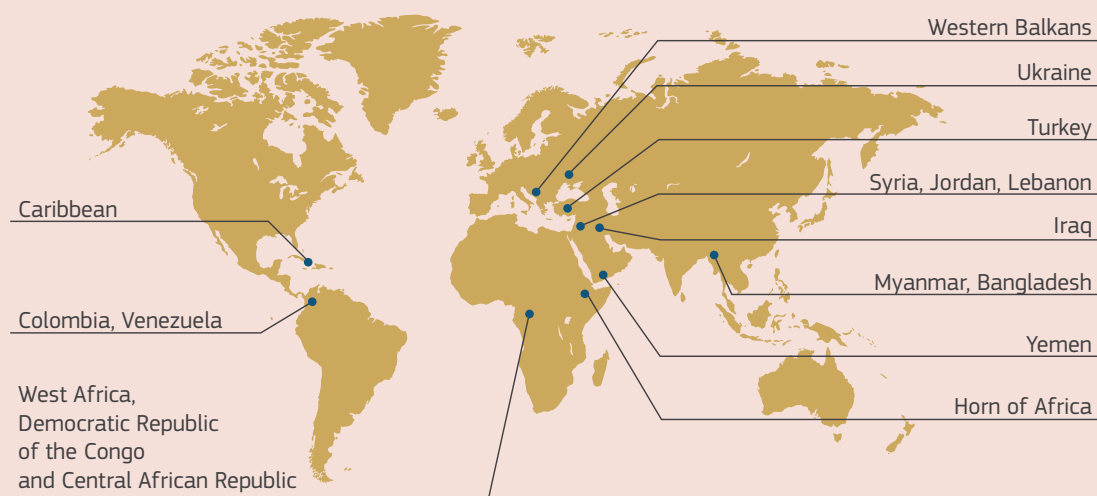 Western Balkans
Ukraine
Turkey
Syria, Jordan, Lebanon
Caribbean
Iraq
Myanmar, Bangladesh
Colombia, Venezuela
Yemen
West Africa,
Democratic Republic
of the Congo
and Central African Republic
Horn of Africa